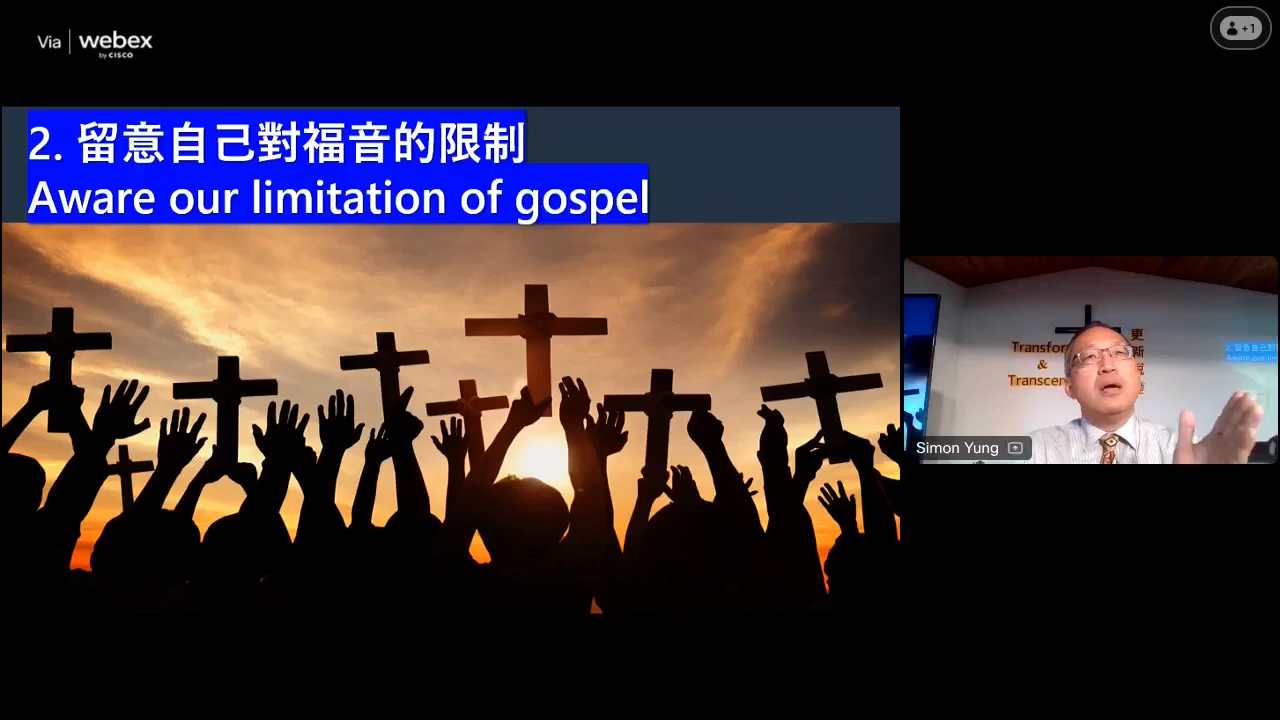 Via webex
by CISCO
+1
2. 留意自己對福音的限制
Aware our limitation of gospel
Transfor
&
Transcen
更
新
Simon Yung